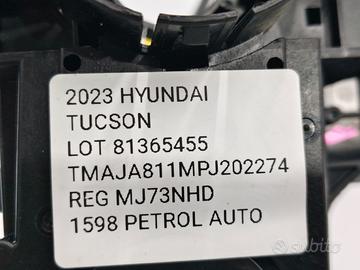 2023 HYUNDAI
TUCSON
LOT 81365455
TMAJA811MPJ202274
REG MJ73NHD
1598 PETROL AUTO
subito